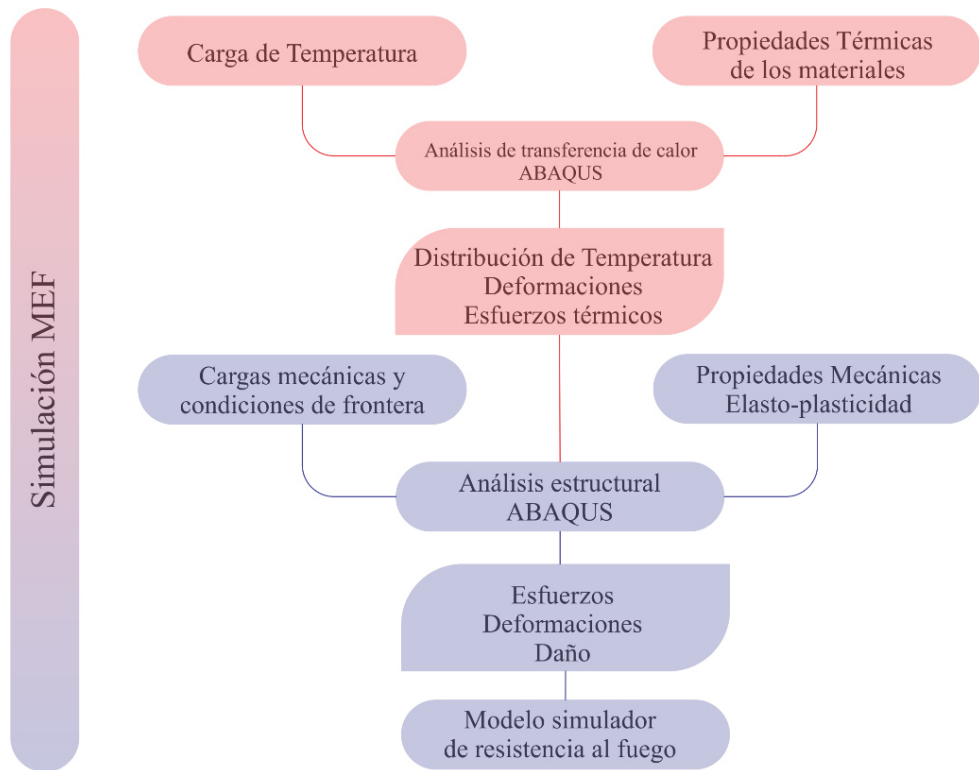 Simulación MEF
Carga de Temperatura
Propiedades Térmicas
de los materiales
Análisis de transferencia de calor
ABAQUS
Distribución de Temperatura
Deformaciones
Esfuerzos térmicos
Cargas mecánicas y
condiciones de frontera
Propiedades Mecánicas
Elasto-plasticidad
Análisis estructural
ABAQUS
Esfuerzos
Deformaciones
Daño
Modelo simulador
de resistencia al fuego